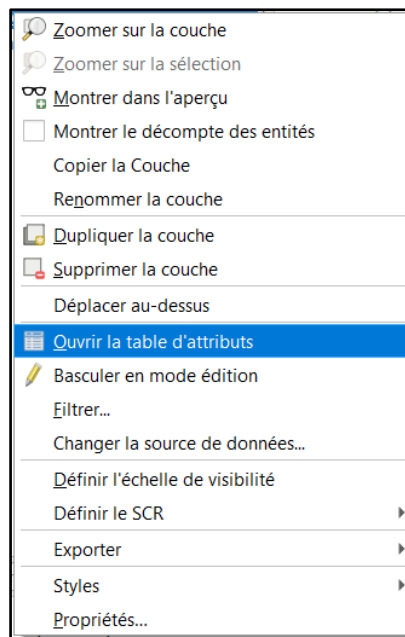 Zoomer sur la couche
Zoomer sur la sélection
Montrer dans l'aperçu
Montrer le décompte des entités
Copier la Couche
Renommer la couche
Dupliquer la couche
Supprimer la couche
Déplacer au-dessus
Ouvrir la table d'attributs
Basculer en mode édition
Filtrer...
Changer la source de données...
Définir l'échelle de visibilité
Définir le SCR
Exporter
Styles
Propriétés...